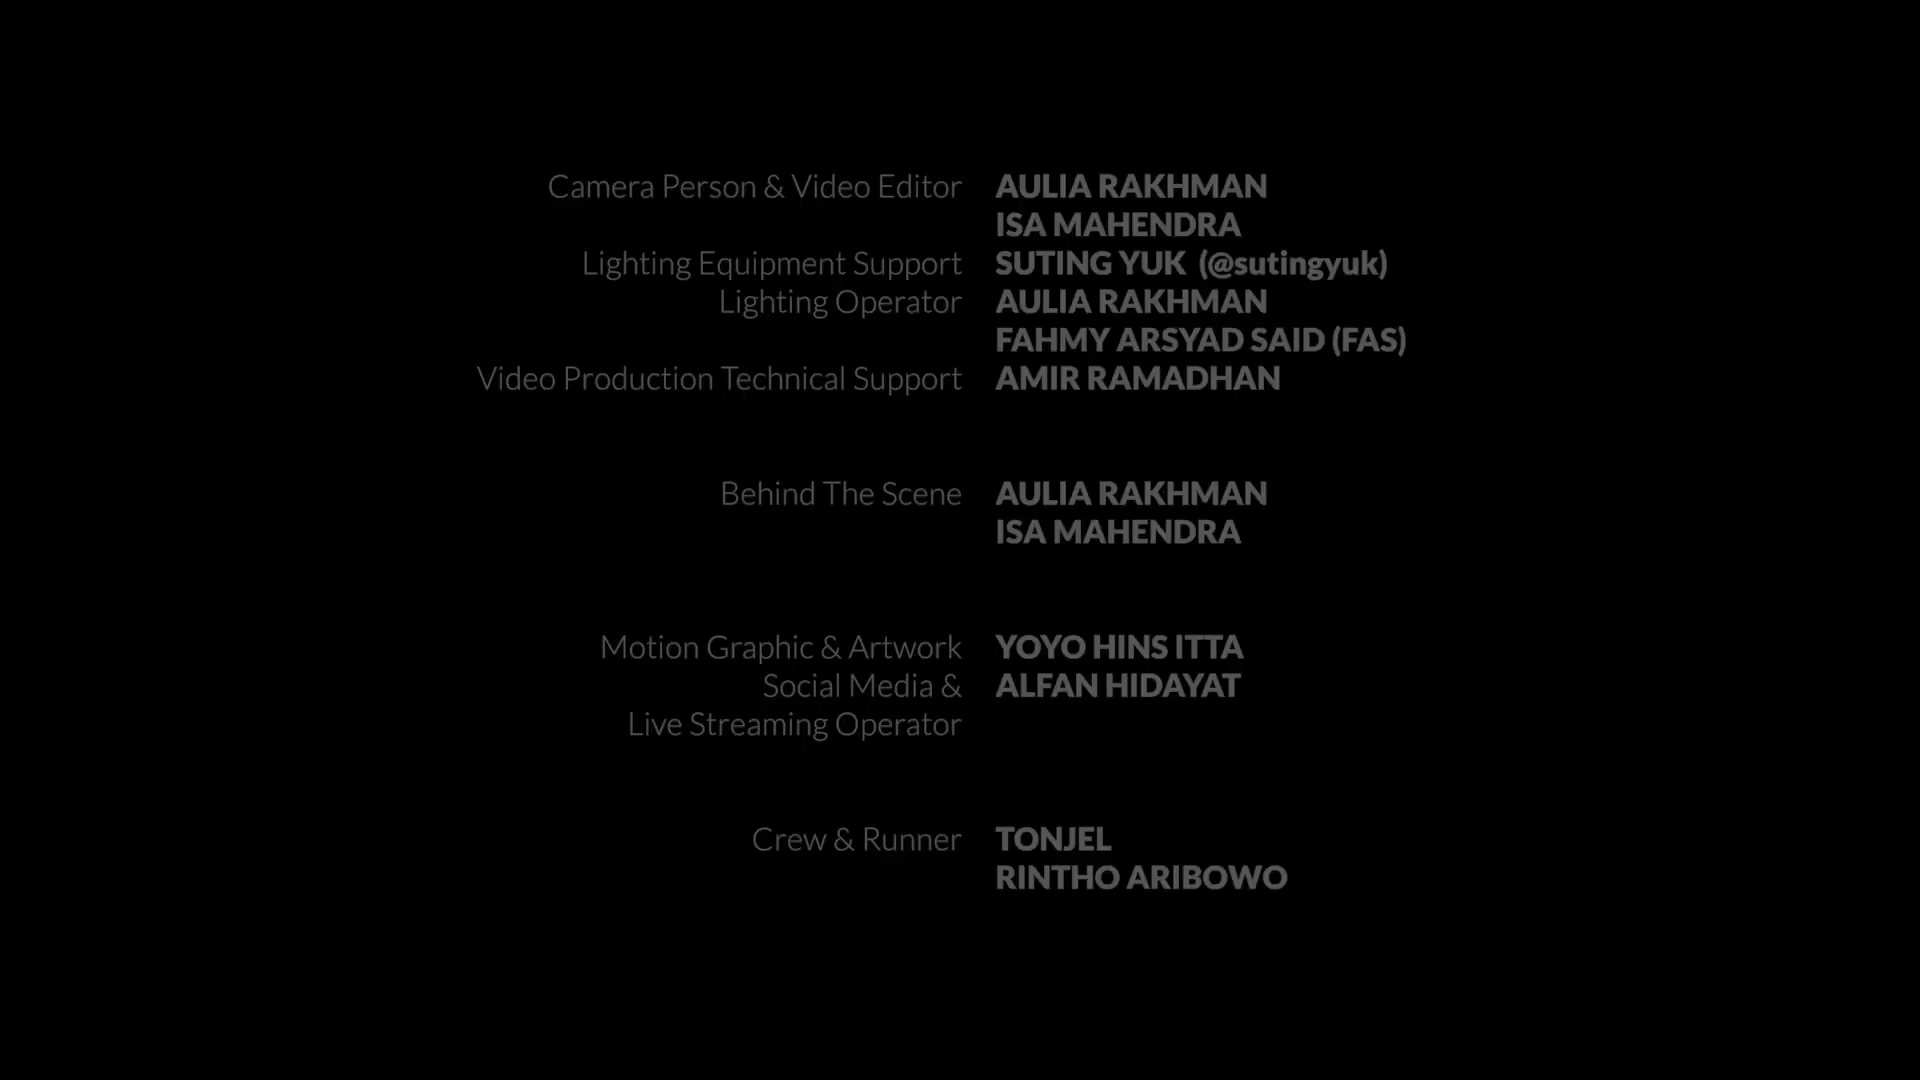 Camera Person & Video Editor AULIA RAKHMAN
ISA MAHENDRA
Lighting Equipment Support SUTING YUK (@sutingyuk)
Lighting Operator AULIA RAKHMAN
FAHMY ARSYAD SAID (FAS)
Video Production Technical Support AMIR RAMADHAN
Behind The Scene AULIA RAKHMAN
ISA MAHENDRA
Motion Graphic & Artwork YOYO HINS ITTA
Social Media & ALFAN HIDAYAT
Live Streaming Operator
Crew & Runner TONJEL
RINTHO ARIBOWO